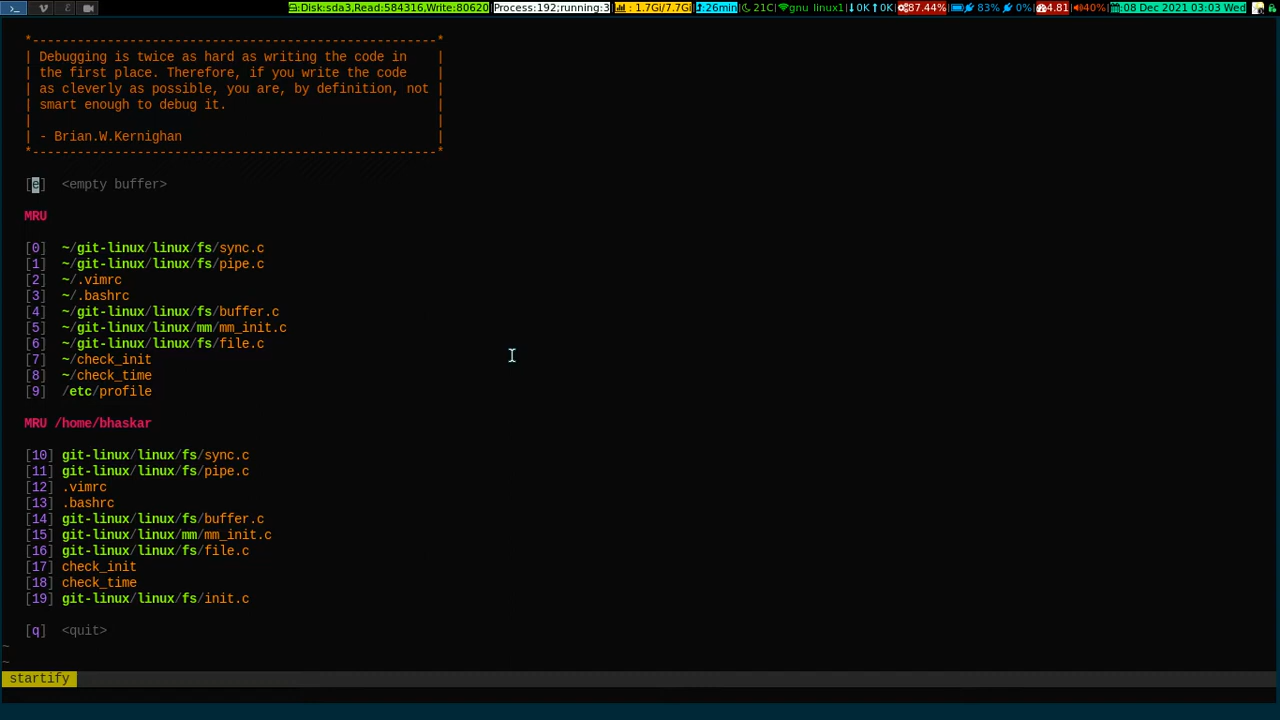 Disk:sda3,Read:584316,Write:80620 Process:192;running:3 : 1.7Gi/7.7Gi :26min 21C gnu linux1 0K 0K 87.44% 83% 0% 4.81 40% :08 Dec 2021 03:03 Wed
*-------------------------------------------------------*
| Debugging is twice as hard as writing the code in |
| the first place. Therefore, if you write the code |
| as cleverly as possible, you are, by definition, not |
| smart enough to debug it. |
| |
| - Brian.W.Kernighan |
*-------------------------------------------------------*
[e] <empty buffer>
MRU
[0] ~/git-linux/linux/fs/sync.c
[1] ~/git-linux/linux/fs/pipe.c
[2] ~/.vimrc
[3] ~/.bashrc
[4] ~/git-linux/linux/fs/buffer.c
[5] ~/git-linux/linux/mm/mm_init.c
[6] ~/git-linux/linux/fs/file.c
[7] ~/check_init
[8] ~/check_time
[9] /etc/profile
MRU /home/bhaskar
[10] git-linux/linux/fs/sync.c
[11] git-linux/linux/fs/pipe.c
[12] .vimrc
[13] .bashrc
[14] git-linux/linux/fs/buffer.c
[15] git-linux/linux/mm/mm_init.c
[16] git-linux/linux/fs/file.c
[17] check_init
[18] check_time
[19] git-linux/linux/fs/init.c
[q] <quit>
~
~
startify